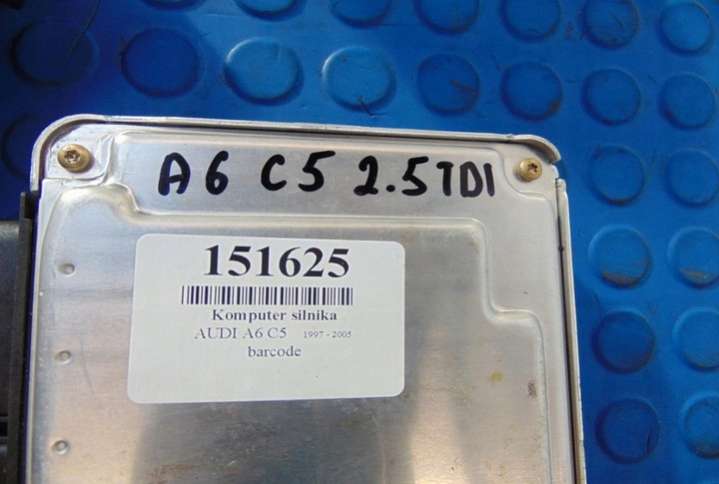 A6 C5 2.5TDI
151625
Komputer silnika
AUDI A6 C5 1997 - 2005
barcode